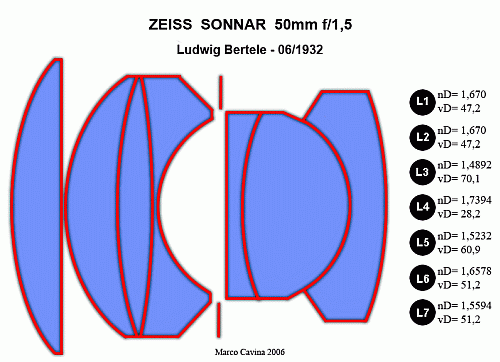 ZEISS SONNAR 50mm f/1,5
Ludwig Bertele - 06/1932
L1 nD= 1,670
vD= 47,2
L2 nD= 1,670
vD= 47,2
L3 nD= 1,4892
vD= 70,1
L4 nD= 1,7394
vD= 28,2
L5 nD= 1,5232
vD= 60,9
L6 nD= 1,6578
vD= 51,2
L7 nD= 1,5594
vD= 51,2
Marco Cavina 2006